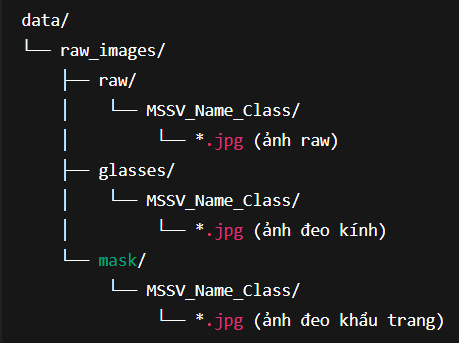 data/
└── raw_images/
    ├── raw/
    │   └── MSSV_Name_Class/
    │       └── *.jpg (ảnh raw)
    ├── glasses/
    │   └── MSSV_Name_Class/
    │       └── *.jpg (ảnh đeo kính)
    └── mask/
        └── MSSV_Name_Class/
            └── *.jpg (ảnh đeo khẩu trang)